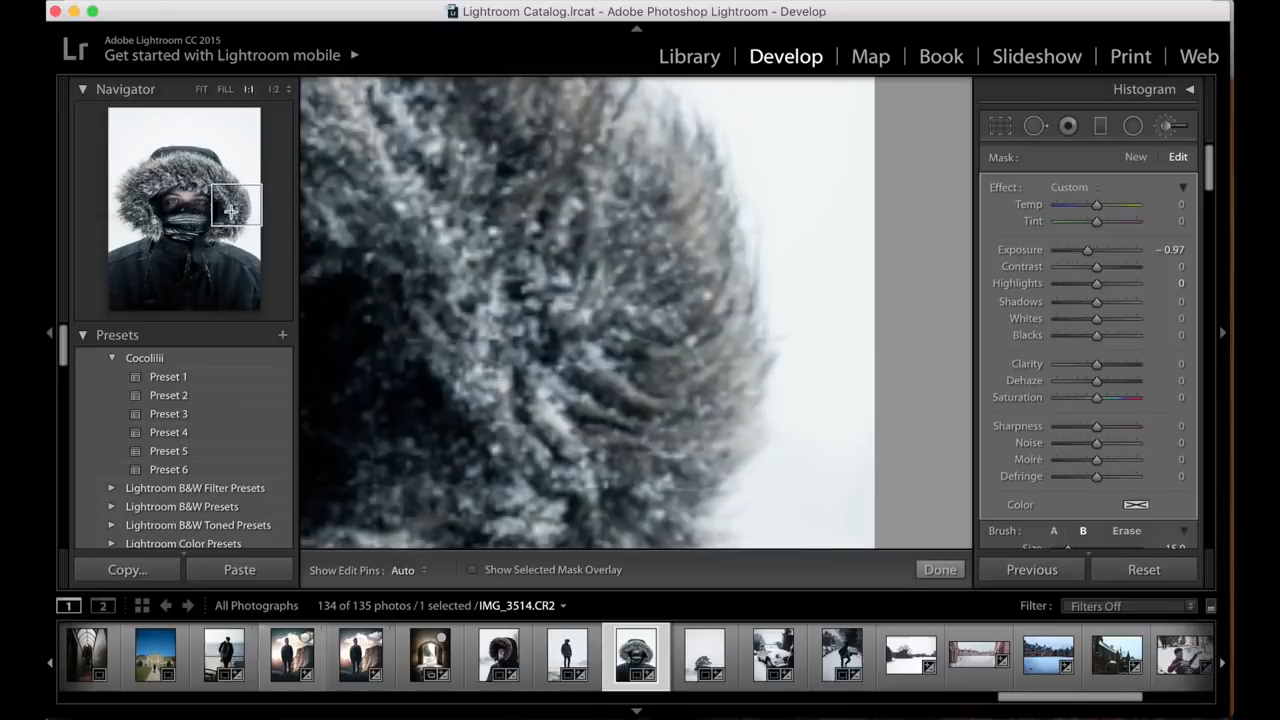 Lightroom Catalog.lrcat - Adobe Photoshop Lightroom - Develop
Lr
Adobe Lightroom CC 2015
Get started with Lightroom mobile
Library | Develop | Map | Book | Slideshow | Print | Web
Navigator FIT FILL 1:1 1:2
Histogram
Mask : New Edit
Effect : Custom
Temp 0
Tint 0
Exposure − 0.97
Contrast 0
Highlights 0
Shadows 0
Whites 0
Blacks 0
Clarity 0
Dehaze 0
Saturation 0
Sharpness 0
Noise 0
Moiré 0
Defringe 0
Color
Brush : A B Erase
Size 15.0
Presets +
Cocolilii
Preset 1
Preset 2
Preset 3
Preset 4
Preset 5
Preset 6
Lightroom B&W Filter Presets
Lightroom B&W Presets
Lightroom B&W Toned Presets
Lightroom Color Presets
Copy... Paste
Show Edit Pins : Auto Show Selected Mask Overlay Done
Previous Reset
1 2 All Photographs 134 of 135 photos / 1 selected / IMG_3514.CR2
Filter : Filters Off